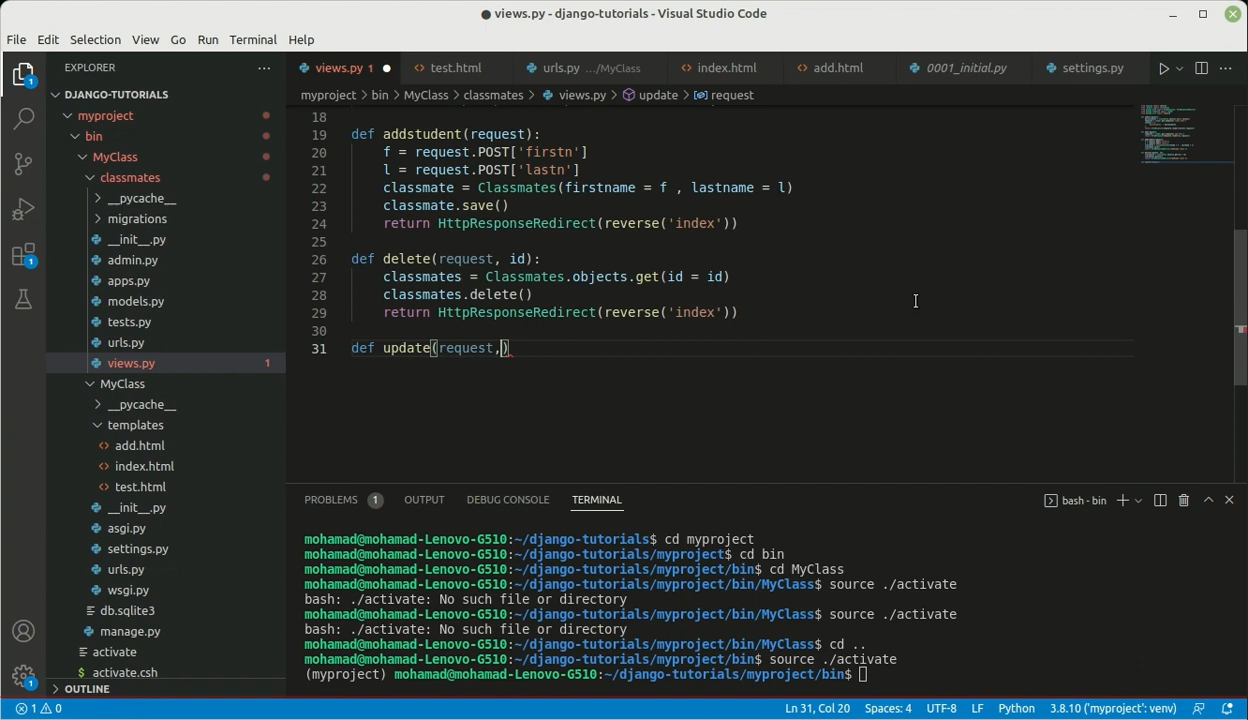 views.py - django-tutorials - Visual Studio Code
File Edit Selection View Go Run Terminal Help
1
EXPLORER
views.py 1
test.html
urls.py .../MyClass
index.html
add.html
0001_initial.py
settings.py
myproject > bin > MyClass > classmates > views.py > update > request
DJANGO-TUTORIALS
myproject
bin
MyClass
classmates
__pycache__
migrations
__init__.py
admin.py
apps.py
models.py
tests.py
urls.py
views.py 1
MyClass
__pycache__
templates
add.html
index.html
test.html
__init__.py
asgi.py
settings.py
urls.py
wsgi.py
db.sqlite3
manage.py
activate
$ activate.csh
OUTLINE
1
1
18
19 def addstudent(request):
20 f = request.POST['firstn']
21 l = request.POST['lastn']
22 classmate = Classmates(firstname = f , lastname = l)
23 classmate.save()
24 return HttpResponseRedirect(reverse('index'))
25
26 def delete(request, id):
27 classmates = Classmates.objects.get(id = id)
28 classmates.delete()
29 return HttpResponseRedirect(reverse('index'))
30
31 def update(request,)
PROBLEMS 1 OUTPUT DEBUG CONSOLE TERMINAL
bash - bin
mohamad@mohamad-Lenovo-G510:~/django-tutorials$ cd myproject
mohamad@mohamad-Lenovo-G510:~/django-tutorials/myproject$ cd bin
mohamad@mohamad-Lenovo-G510:~/django-tutorials/myproject/bin$ cd MyClass
mohamad@mohamad-Lenovo-G510:~/django-tutorials/myproject/bin/MyClass$ source ./activate
bash: ./activate: No such file or directory
mohamad@mohamad-Lenovo-G510:~/django-tutorials/myproject/bin/MyClass$ source ./activate
bash: ./activate: No such file or directory
mohamad@mohamad-Lenovo-G510:~/django-tutorials/myproject/bin/MyClass$ cd ..
mohamad@mohamad-Lenovo-G510:~/django-tutorials/myproject/bin$ source ./activate
(myproject) mohamad@mohamad-Lenovo-G510:~/django-tutorials/myproject/bin$
1 0
Ln 31, Col 20 Spaces: 4 UTF-8 LF Python 3.8.10 ('myproject': venv)